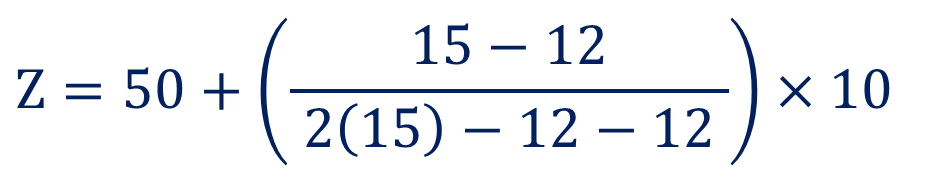 Z = 50 + ( (15 − 12) / (2(15) − 12 − 12) ) × 10